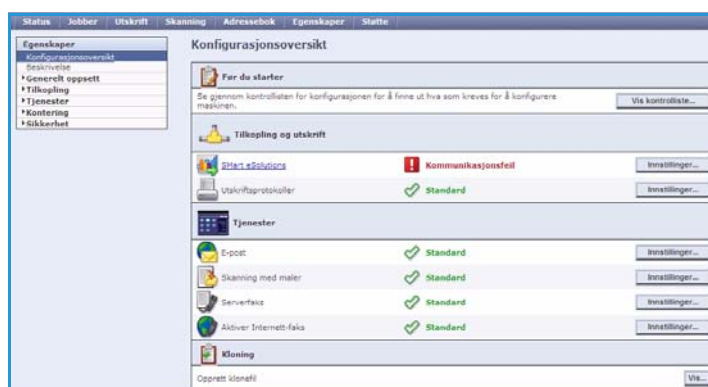 Status Jobber Utskrift Skanning Adressebok Egenskaper Støtte
Egenskaper
Konfigurasjonsoversikt
Beskrivelse
Generelt oppsett
Tilkopling
Tjenester
Kontering
Sikkerhet
Konfigurasjonsoversikt
Før du starter
Se gjennom kontrollisten for konfigurasjonen for å finne ut hva som kreves for å konfigurere
maskinen.
Vis kontrolliste...
Tilkopling og utskrift
SMart eSolutions Kommunikasjonsfeil Innstillinger...
Utskriftsprotokoller Standard Innstillinger...
Tjenester
E-post Standard Innstillinger...
Skanning med maler Standard Innstillinger...
Serverfaks Standard Innstillinger...
Aktiver Internett-faks Standard Innstillinger...
Kloning
Opprett klonefil Vis...